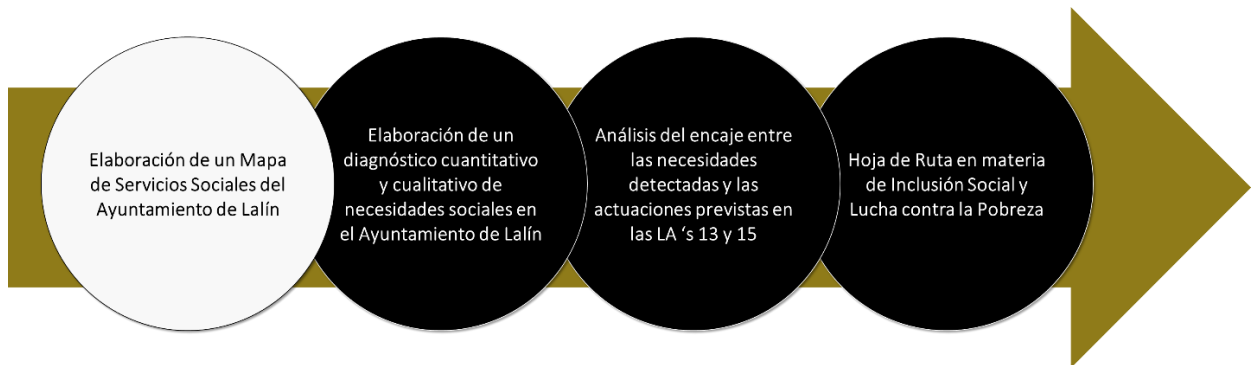 Elaboración de un Mapa
de Servicios Sociales del
Ayuntamiento de Lalín
Elaboración de un
diagnóstico cuantitativo
y cualitativo de
necesidades sociales en
el Ayuntamiento de Lalín
Análisis del encaje entre
las necesidades
detectadas y las
actuaciones previstas en
las LA ‘s 13 y 15
Hoja de Ruta en materia
de Inclusión Social y
Lucha contra la Pobreza